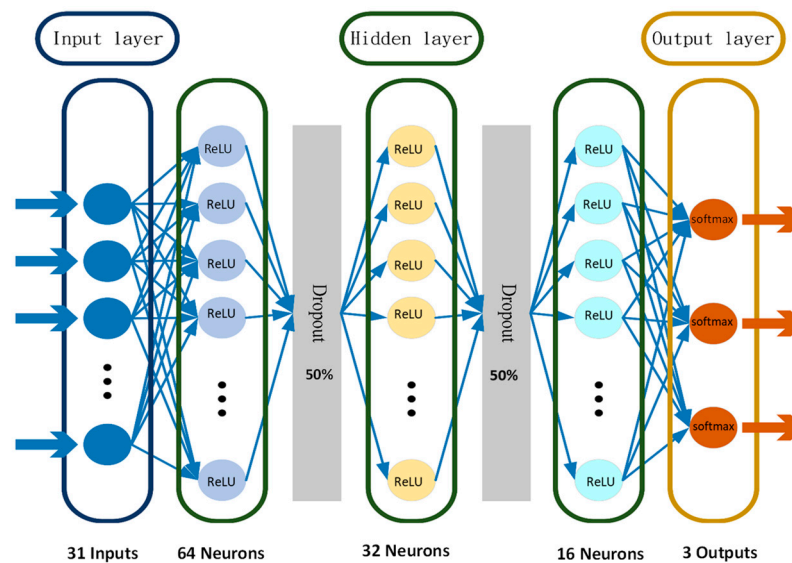 Input layer
Hidden layer
Output layer
ReLU
ReLU
ReLU
ReLU
ReLU
Dropout
50%
ReLU
ReLU
ReLU
ReLU
ReLU
Dropout
50%
ReLU
ReLU
ReLU
ReLU
ReLU
softmax
softmax
softmax
31 Inputs
64 Neurons
32 Neurons
16 Neurons
3 Outputs